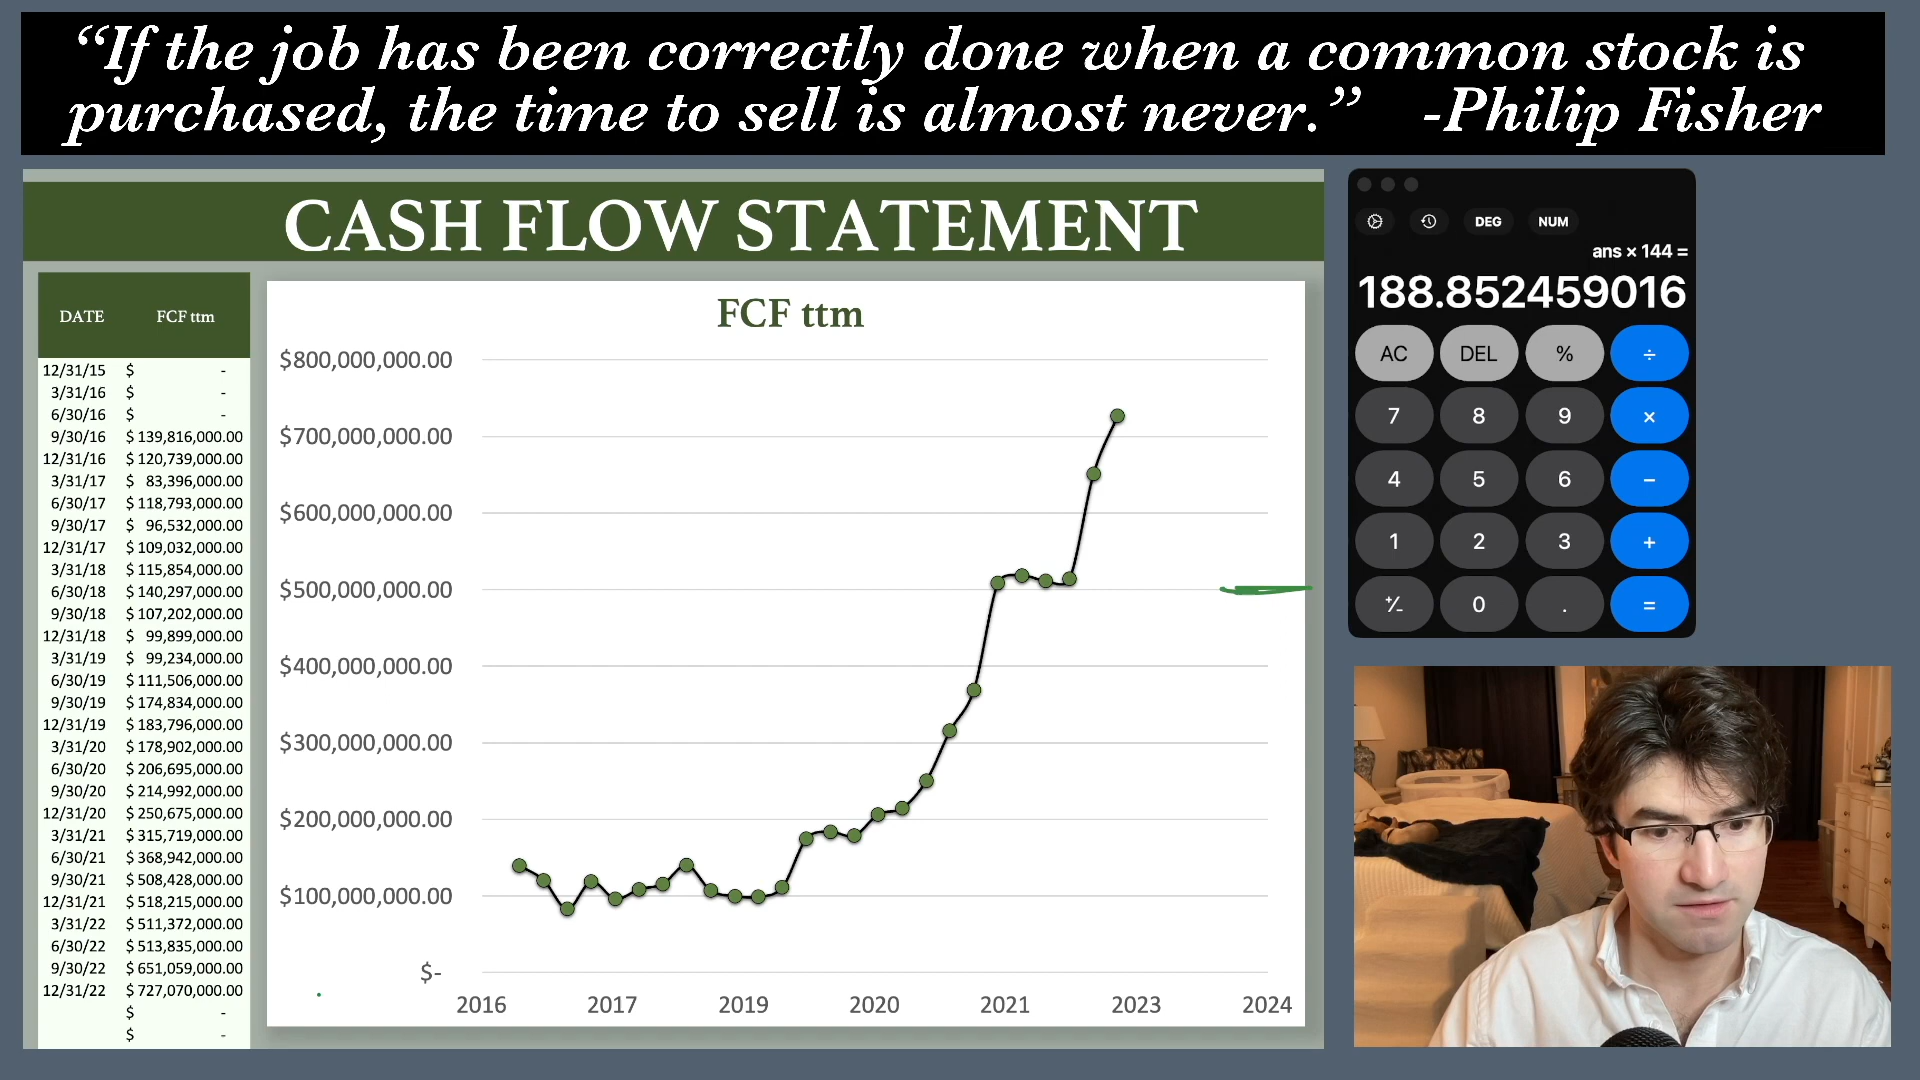 “If the job has been correctly done when a common stock is
purchased, the time to sell is almost never.” -Philip Fisher
CASH FLOW STATEMENT
DATE FCF ttm
12/31/15 $ -
3/31/16 $ -
6/30/16 $ -
9/30/16 $ 139,816,000.00
12/31/16 $ 120,739,000.00
3/31/17 $ 83,396,000.00
6/30/17 $ 118,793,000.00
9/30/17 $ 96,532,000.00
12/31/17 $ 109,032,000.00
3/31/18 $ 115,854,000.00
6/30/18 $ 140,297,000.00
9/30/18 $ 107,202,000.00
12/31/18 $ 99,899,000.00
3/31/19 $ 99,234,000.00
6/30/19 $ 111,506,000.00
9/30/19 $ 174,834,000.00
12/31/19 $ 183,796,000.00
3/31/20 $ 178,902,000.00
6/30/20 $ 206,695,000.00
9/30/20 $ 214,992,000.00
12/31/20 $ 250,675,000.00
3/31/21 $ 315,719,000.00
6/30/21 $ 368,942,000.00
9/30/21 $ 508,428,000.00
12/31/21 $ 518,215,000.00
3/31/22 $ 511,372,000.00
6/30/22 $ 513,835,000.00
9/30/22 $ 651,059,000.00
12/31/22 $ 727,070,000.00
$ -
$ -
FCF ttm
$800,000,000.00
$700,000,000.00
$600,000,000.00
$500,000,000.00
$400,000,000.00
$300,000,000.00
$200,000,000.00
$100,000,000.00
$-
2016 2017 2019 2020 2021 2023 2024
DEG NUM
ans × 144 =
188.852459016
AC DEL % ÷
7 8 9 ×
4 5 6 −
1 2 3 +
+/− 0 . =